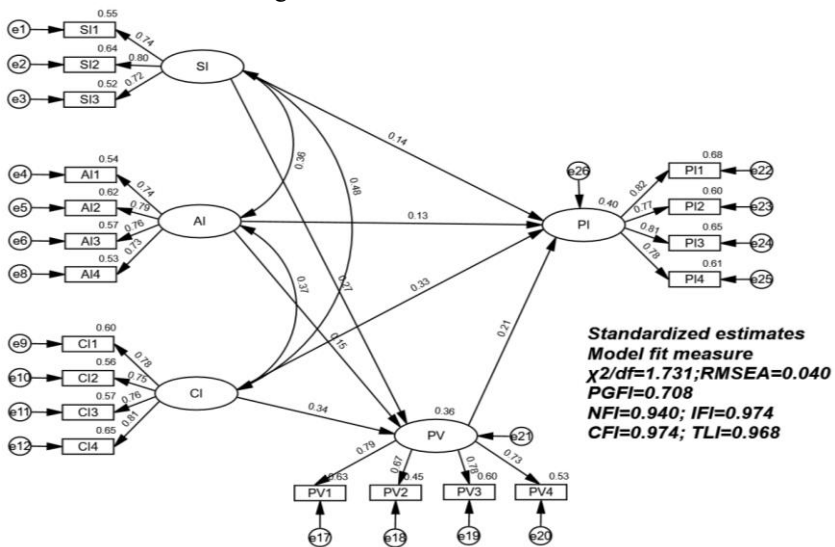 e1 SI1 0.55 0.74
e2 SI2 0.64 0.80
e3 SI3 0.52 0.72
SI
e4 AI1 0.54 0.74
e5 AI2 0.62 0.79
e6 AI3 0.57 0.76
e8 AI4 0.53 0.73
AI
e9 CI1 0.60 0.78
e10 CI2 0.56 0.75
e11 CI3 0.57 0.76
e12 CI4 0.65 0.81
CI
0.36
0.48
0.37
0.14
0.13
0.33
0.27
0.15
0.34
0.21
e26
0.40
PI
0.82 0.68 PI1 e22
0.77 0.60 PI2 e23
0.81 0.65 PI3 e24
0.78 0.61 PI4 e25
0.36
PV
e21
0.79 0.67 0.78 0.73
0.63 0.45 0.60 0.53
PV1 PV2 PV3 PV4
e17 e18 e19 e20
Standardized estimates
Model fit measure
χ2/df=1.731;RMSEA=0.040
PGFI=0.708
NFI=0.940; IFI=0.974
CFI=0.974; TLI=0.968